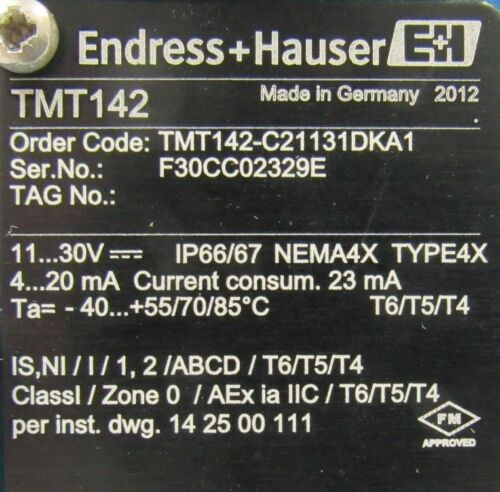 Endress+Hauser E+H
Made in Germany 2012
TMT142
Order Code: TMT142-C21131DKA1
Ser.No.: F30CC02329E
TAG No.:
11...30V⎓ IP66/67 NEMA4X TYPE4X
4...20 mA Current consum. 23 mA
Ta= - 40...+55/70/85°C T6/T5/T4
IS,NI / I / 1, 2 /ABCD / T6/T5/T4
ClassI / Zone 0 / AEx ia IIC / T6/T5/T4
per inst. dwg. 14 25 00 111
FM
APPROVED